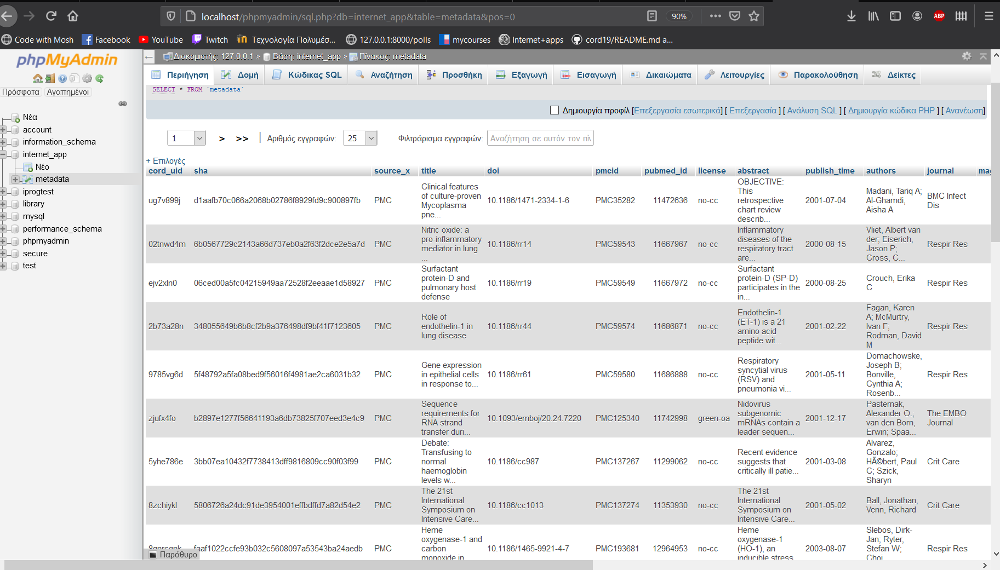 localhost/phpmyadmin/sql.php?db=internet_app&table=metadata&pos=0
90%
ABP
Code with Mosh
Facebook
YouTube
Twitch
Τεχνολογία Πολυμέσ...
127.0.0.1:8000/polls
mycourses
Internet+apps
cord19/README.md a...
phpMyAdmin
Πρόσφατα
Αγαπημένοι
Νέα
account
information_schema
internet_app
Νέο
metadata
iprogtest
library
mysql
performance_schema
phpmyadmin
secure
test
Διακομιστής: 127.0.0.1 » Βάση: internet_app » Πίνακας: metadata
Περιήγηση
Δομή
Κώδικας SQL
Αναζήτηση
Προσθήκη
Εξαγωγή
Εισαγωγή
Δικαιώματα
Λειτουργίες
Παρακολούθηση
Δείκτες
SELECT * FROM `metadata`
Δημιουργία προφίλ [Επεξεργασία εσωτερικά] [ Επεξεργασία ] [ Ανάλυση SQL ] [ Δημιουργία κώδικα PHP ] [ Ανανέωση]
1 > >> | Αριθμός εγγραφών: 25 Φιλτράρισμα εγγραφών: Αναζήτηση σε αυτόν τον
+ Επιλογές
cord_uid sha source_x title doi pmcid pubmed_id license abstract publish_time authors journal
ug7v899j
d1aafb70c066a2068b02786f8929fd9c900897fb
PMC
Clinical features
of culture-proven
Mycoplasma
pne...
10.1186/1471-2334-1-6
PMC35282
11472636
no-cc
OBJECTIVE:
This
retrospective
chart review
describ...
2001-07-04
Madani, Tariq A;
Al-Ghamdi,
Aisha A
BMC Infect
Dis
02tnwd4m
6b0567729c2143a66d737eb0a2f63f2dce2e5a7d
PMC
Nitric oxide: a
pro-inflammatory
mediator in lung
...
10.1186/rr14
PMC59543
11667967
no-cc
Inflammatory
diseases of the
respiratory tract
are...
2000-08-15
Vliet, Albert van
der; Eiserich,
Jason P;
Cross, C...
Respir Res
ejv2xln0
06ced00a5fc04215949aa72528f2eeaae1d58927
PMC
Surfactant
protein-D and
pulmonary host
defense
10.1186/rr19
PMC59549
11667972
no-cc
Surfactant
protein-D (SP-D)
participates in the
in...
2000-08-25
Crouch, Erika
C
Respir Res
2b73a28n
348055649b6b8cf2b9a376498df9bf41f7123605
PMC
Role of
endothelin-1 in
lung disease
10.1186/rr44
PMC59574
11686871
no-cc
Endothelin-1
(ET-1) is a 21
amino acid
peptide wit...
2001-02-22
Fagan, Karen
A; McMurtry,
Ivan F;
Rodman, David
M
Respir Res
9785vg6d
5f48792a5fa08bed9f56016f4981ae2ca6031b32
PMC
Gene expression
in epithelial cells
in response to...
10.1186/rr61
PMC59580
11686888
no-cc
Respiratory
syncytial virus
(RSV) and
pneumonia vi...
2001-05-11
Domachowske,
Joseph B;
Bonville,
Cynthia A;
Rosenb...
Respir Res
zjufx4fo
b2897e1277f56641193a6db73825f707eed3e4c9
PMC
Sequence
requirements for
RNA strand
transfer duri...
10.1093/emboj/20.24.7220
PMC125340
11742998
green-oa
Nidovirus
subgenomic
mRNAs contain a
leader sequen...
2001-12-17
Pasternak,
Alexander O.;
van den Born,
Erwin; Spaa...
The EMBO
Journal
5yhe786e
3bb07ea10432f7738413dff9816809cc90f03f99
PMC
Debate:
Transfusing to
normal
haemoglobin
levels w...
10.1186/cc987
PMC137267
11299062
no-cc
Recent evidence
suggests that
critically ill patie...
2001-03-08
Alvarez,
Gonzalo;
HÃ©bert, Paul
C; Szick,
Sharyn
Crit Care
8zchiykl
5806726a24dc91de3954001effbdffd7a82d54e2
PMC
The 21st
International
Symposium on
Intensive Care...
10.1186/cc1013
PMC137274
11353930
no-cc
The 21st
International
Symposium on
Intensive Care...
2001-05-02
Ball, Jonathan;
Venn, Richard
Crit Care
faaf1022ccfe93b032c5608097a53543ba24aedb
PMC
Heme
oxygenase-1 and
carbon
monoxide in
10.1186/1465-9921-4-7
PMC193681
12964953
no-cc
Heme
oxygenase-1
(HO-1), an
inducible stress
2003-08-07
Slebos, Dirk-
Jan; Ryter,
Stefan W;
Choi
Respir Res
Παράθυρο